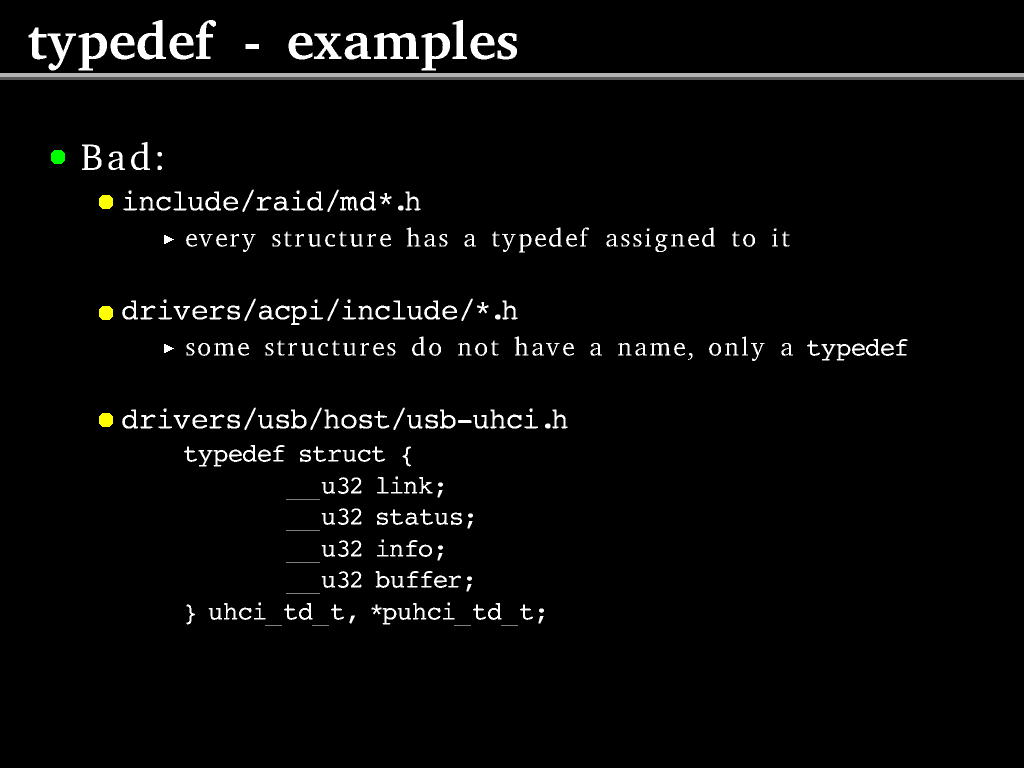 typedef - examples
Bad:
include/raid/md*.h
every structure has a typedef assigned to it
drivers/acpi/include/*.h
some structures do not have a name, only a typedef
drivers/usb/host/usb-uhci.h
typedef struct {
__u32 link;
__u32 status;
__u32 info;
__u32 buffer;
} uhci_td_t, *puhci_td_t;